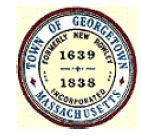 TOWN OF GEORGETOWN
MASSACHUSETTS
FORMERLY NEW ROWLEY
1639
1838
INCORPORATED